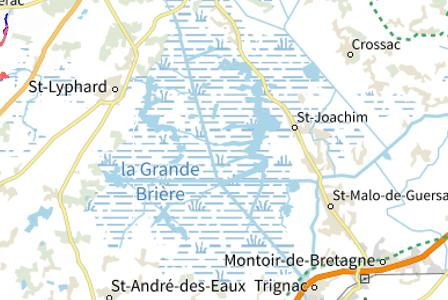 Crossac
St-Lyphard
St-Joachim
la Grande
Brière
St-Malo-de-Guersa
Montoir-de-Bretagne
St-André-des-Eaux
Trignac